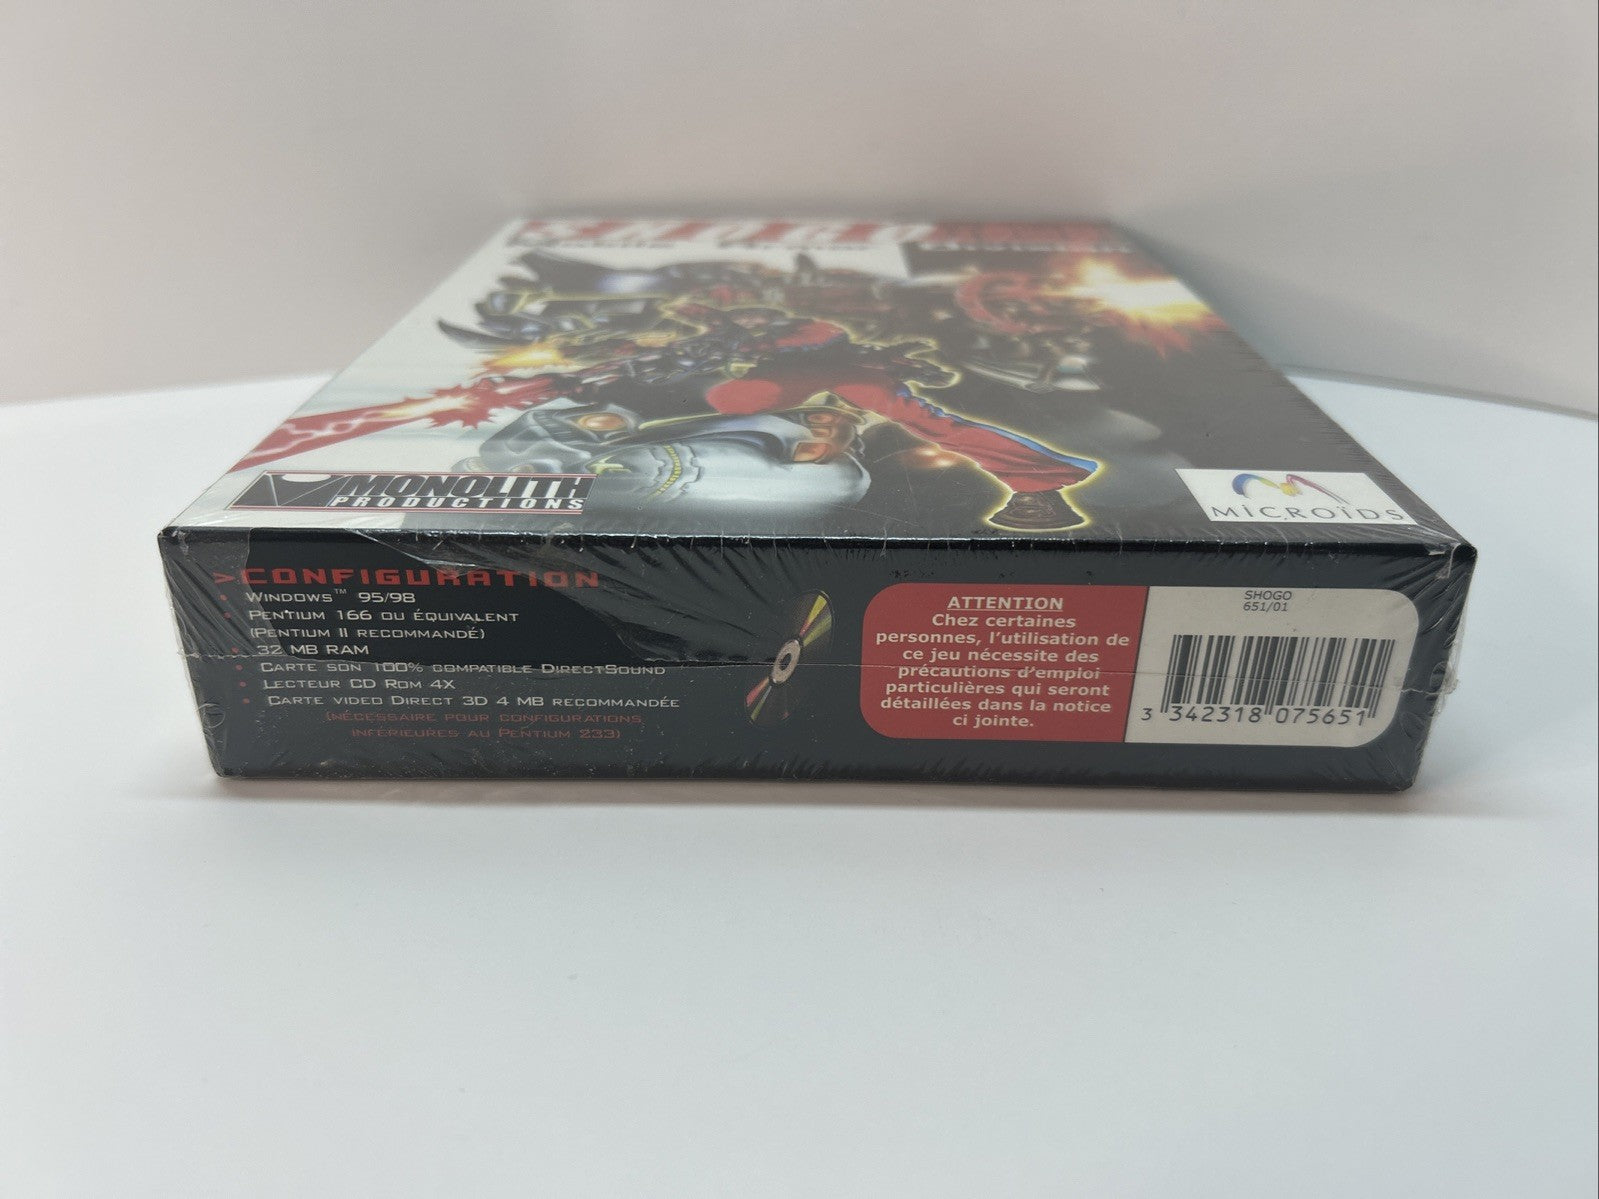 SHOGO
MONOLITH
PRODUCTIONS
MICROÏDS
>CONFIGURATION
• WINDOWS™ 95/98
• PENTIUM 166 OU ÉQUIVALENT
(PENTIUM II RECOMMANDÉ)
• 32 MB RAM
• CARTE SON 100% COMPATIBLE DIRECTSOUND
• LECTEUR CD ROM 4X
• CARTE VIDEO DIRECT 3D 4 MB RECOMMANDÉE
(NÉCESSAIRE POUR CONFIGURATIONS
INFERIEURES AU PENTIUM 233)
ATTENTION
Chez certaines
personnes, l'utilisation de
ce jeu nécessite des
précautions d'emploi
particulières qui seront
détaillées dans la notice
ci jointe.
SHOGO
651/01
3 342318 075651